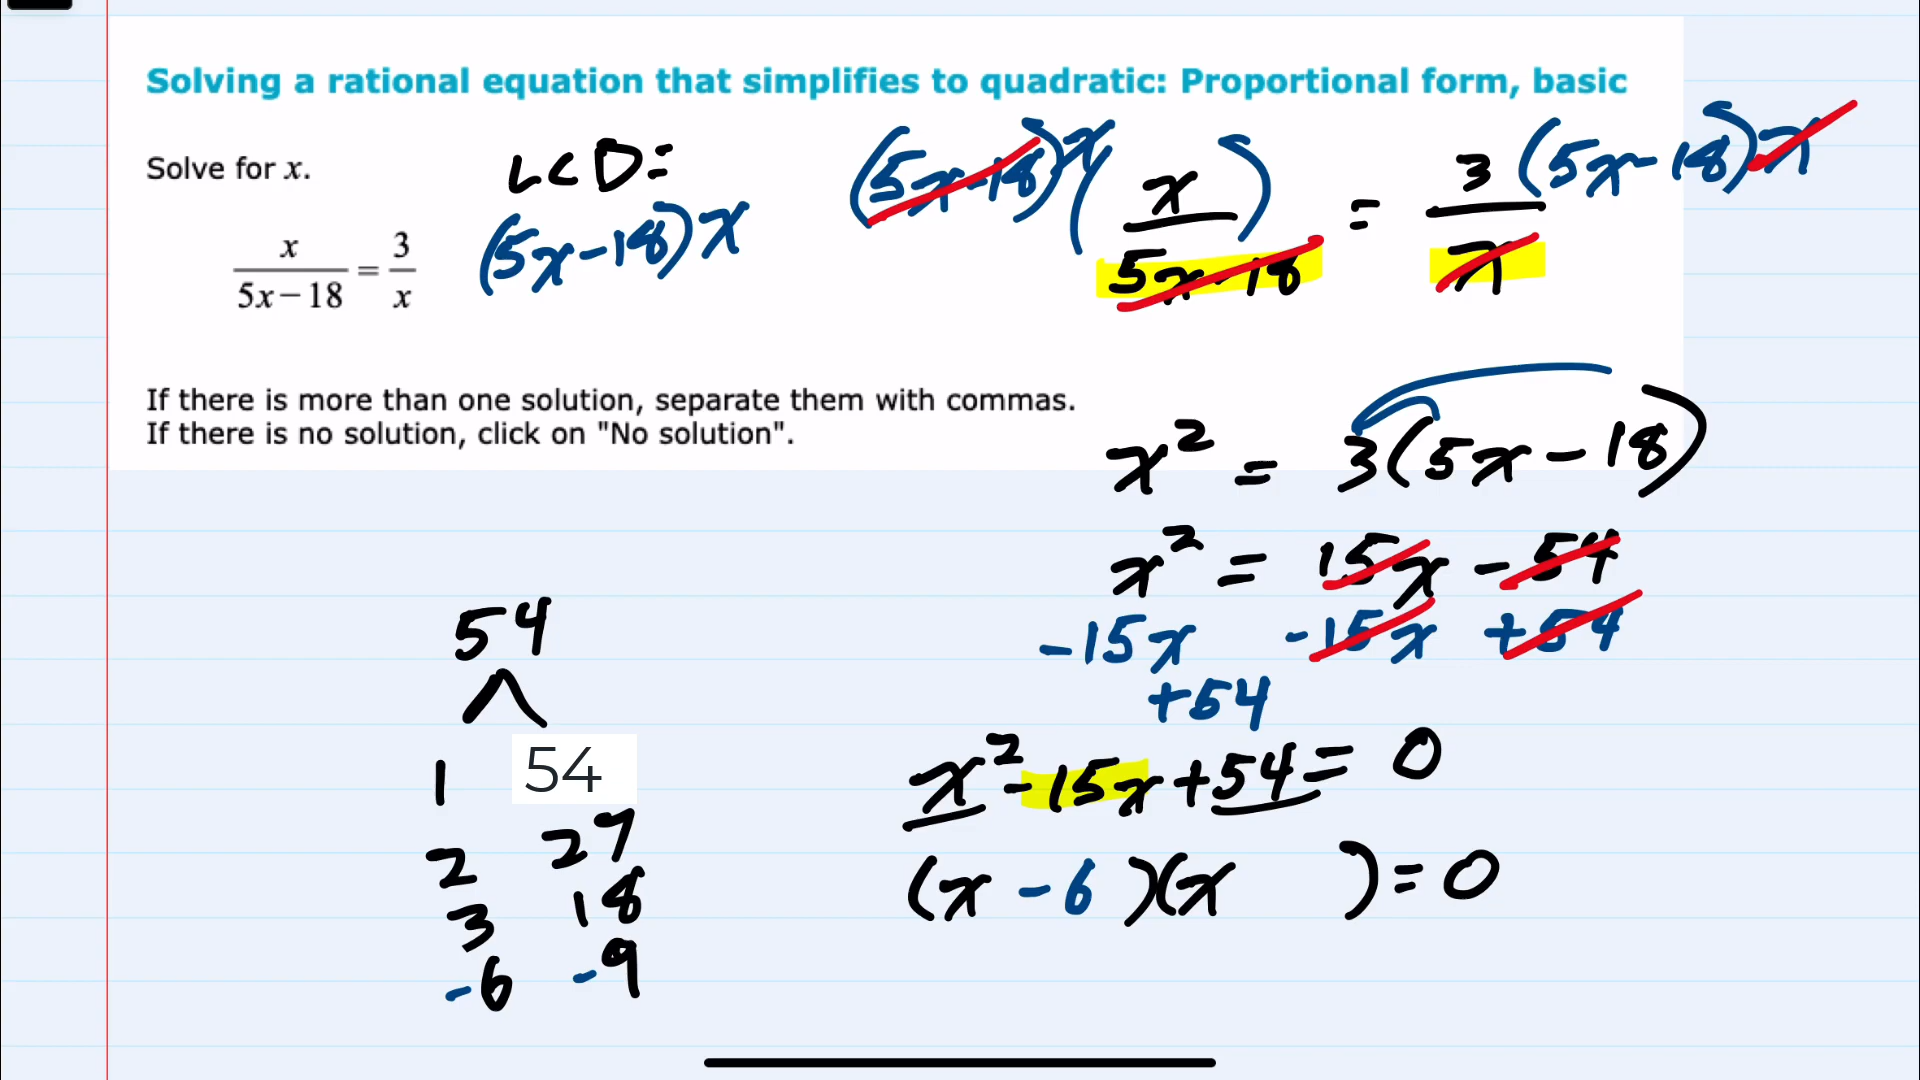 Solving a rational equation that simplifies to quadratic: Proportional form, basic
Solve for x.
x/(5x−18) = 3/x
LCD:
(5x−18)x
(5x−18)x (x/(5x−18)) = 3/x (5x−18)x
If there is more than one solution, separate them with commas.
If there is no solution, click on "No solution".
x² = 3(5x−18)
x² = 15x −54
−15x −15x +54
+54
x² −15x +54 = 0
(x −6 )(x ) = 0
54
1 54
2 27
3 18
−6 −9